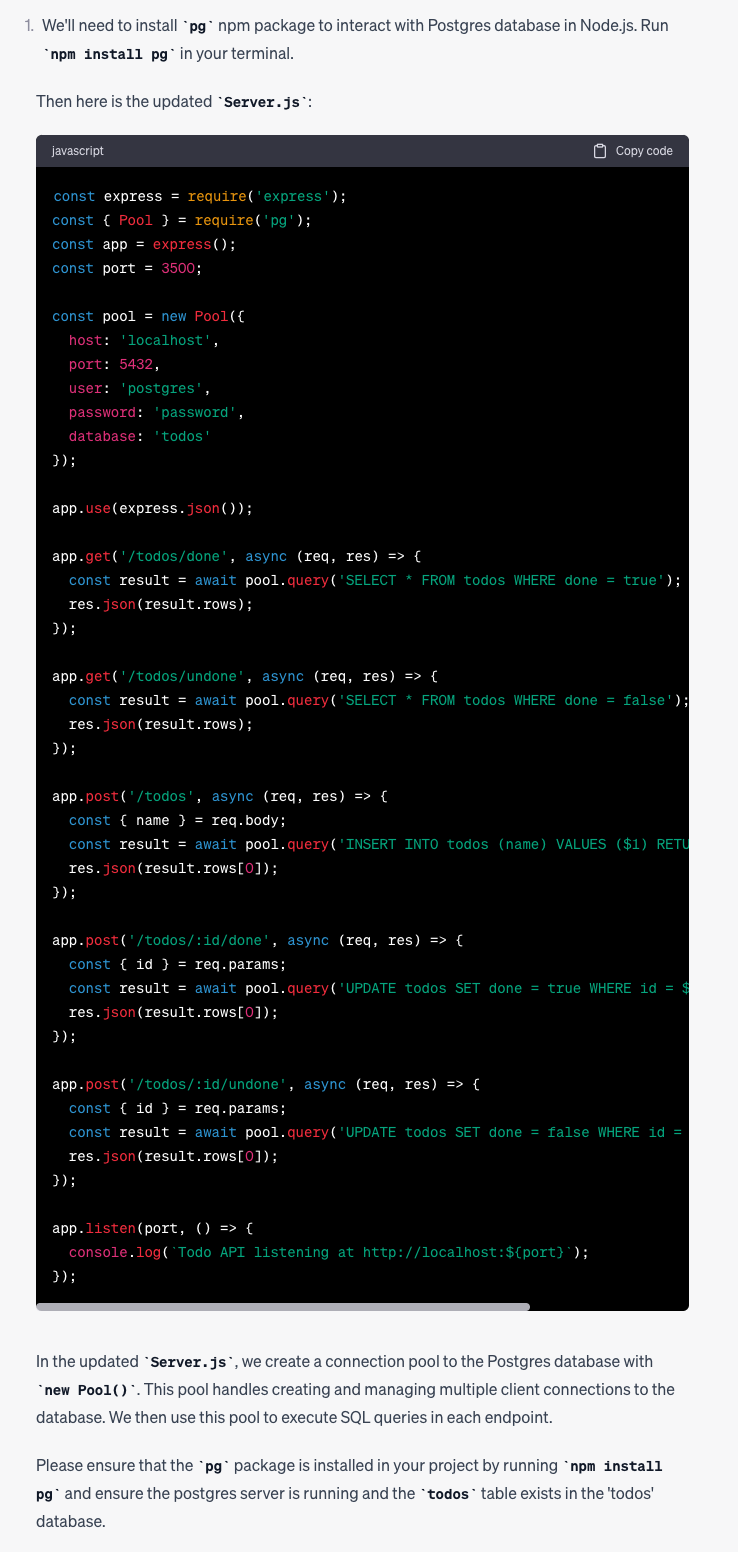 1. We'll need to install `pg` npm package to interact with Postgres database in Node.js. Run
`npm install pg` in your terminal.
Then here is the updated `Server.js`:
javascript Copy code
const express = require('express');
const { Pool } = require('pg');
const app = express();
const port = 3500;

const pool = new Pool({
  host: 'localhost',
  port: 5432,
  user: 'postgres',
  password: 'password',
  database: 'todos'
});

app.use(express.json());

app.get('/todos/done', async (req, res) => {
  const result = await pool.query('SELECT * FROM todos WHERE done = true');
  res.json(result.rows);
});

app.get('/todos/undone', async (req, res) => {
  const result = await pool.query('SELECT * FROM todos WHERE done = false');
  res.json(result.rows);
});

app.post('/todos', async (req, res) => {
  const { name } = req.body;
  const result = await pool.query('INSERT INTO todos (name) VALUES ($1) RETU
  res.json(result.rows[0]);
});

app.post('/todos/:id/done', async (req, res) => {
  const { id } = req.params;
  const result = await pool.query('UPDATE todos SET done = true WHERE id = $
  res.json(result.rows[0]);
});

app.post('/todos/:id/undone', async (req, res) => {
  const { id } = req.params;
  const result = await pool.query('UPDATE todos SET done = false WHERE id =
  res.json(result.rows[0]);
});

app.listen(port, () => {
  console.log(`Todo API listening at http://localhost:${port}`);
});
In the updated `Server.js`, we create a connection pool to the Postgres database with
`new Pool()`. This pool handles creating and managing multiple client connections to the
database. We then use this pool to execute SQL queries in each endpoint.
Please ensure that the `pg` package is installed in your project by running `npm install
pg` and ensure the postgres server is running and the `todos` table exists in the 'todos'
database.